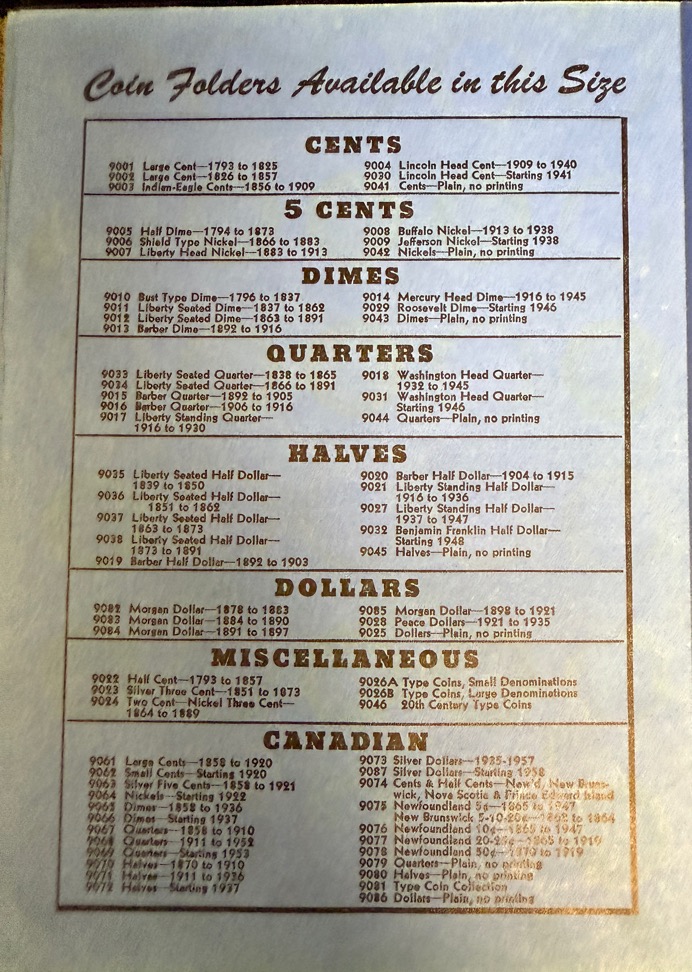 Coin Folders Available in this Size
CENTS
9001 Large Cent—1793 to 1825
9002 Large Cent—1826 to 1857
9003 Indian-Eagle Cents—1856 to 1909
9004 Lincoln Head Cent—1909 to 1940
9030 Lincoln Head Cent—Starting 1941
9041 Cents—Plain, no printing
5 CENTS
9005 Half Dime—1794 to 1873
9006 Shield Type Nickel—1866 to 1883
9007 Liberty Head Nickel—1883 to 1913
9008 Buffalo Nickel—1913 to 1938
9009 Jefferson Nickel—Starting 1938
9042 Nickels—Plain, no printing
DIMES
9010 Bust Type Dime—1796 to 1837
9011 Liberty Seated Dime—1837 to 1862
9012 Liberty Seated Dime—1863 to 1891
9013 Barber Dime—1892 to 1916
9014 Mercury Head Dime—1916 to 1945
9029 Roosevelt Dime—Starting 1946
9043 Dimes—Plain, no printing
QUARTERS
9033 Liberty Seated Quarter—1838 to 1865
9034 Liberty Seated Quarter—1866 to 1891
9015 Barber Quarter—1892 to 1905
9016 Barber Quarter—1906 to 1916
9017 Liberty Standing Quarter—
1916 to 1930
9018 Washington Head Quarter—
1932 to 1945
9031 Washington Head Quarter—
Starting 1946
9044 Quarters—Plain, no printing
HALVES
9035 Liberty Seated Half Dollar—
1839 to 1850
9036 Liberty Seated Half Dollar—
1851 to 1862
9037 Liberty Seated Half Dollar—
1863 to 1873
9038 Liberty Seated Half Dollar—
1873 to 1891
9019 Barber Half Dollar—1892 to 1903
9020 Barber Half Dollar—1904 to 1915
9021 Liberty Standing Half Dollar—
1916 to 1936
9027 Liberty Standing Half Dollar—
1937 to 1947
9032 Benjamin Franklin Half Dollar—
Starting 1948
9045 Halves—Plain, no printing
DOLLARS
9082 Morgan Dollar—1878 to 1883
9083 Morgan Dollar—1884 to 1890
9084 Morgan Dollar—1891 to 1897
9085 Morgan Dollar—1898 to 1921
9028 Peace Dollars—1921 to 1935
9025 Dollars—Plain, no printing
MISCELLANEOUS
9022 Half Cent—1793 to 1857
9023 Silver Three Cent—1851 to 1873
9024 Two Cent—Nickel Three Cent—
1864 to 1889
9026A Type Coins, Small Denominations
9026B Type Coins, Large Denominations
9046 20th Century Type Coins
CANADIAN
9061 Large Cents—1858 to 1920
9062 Small Cents—Starting 1920
9063 Silver Five Cents—1858 to 1921
9064 Nickels—Starting 1922
9065 Dimes—1858 to 1936
9066 Dimes—Starting 1937
9067 Quarters—1858 to 1910
9068 Quarters—1911 to 1952
9069 Quarters—Starting 1953
9070 Halves—1870 to 1910
9071 Halves—1911 to 1936
9072 Halves—Starting 1937
9073 Silver Dollars—1935-1957
9087 Silver Dollars—Starting 1958
9074 Cents & Half Cents—New'd, New Bruns-
wick, Nova Scotia & Prince Edward Island
9075 Newfoundland 5¢—1865 to 1947
New Brunswick 5-10-20¢—1862 to 1864
9076 Newfoundland 10¢—1865 to 1947
9077 Newfoundland 20-25¢—1865 to 1919
9078 Newfoundland 50¢—1870 to 1919
9079 Quarters—Plain, no printing
9080 Halves—Plain, no printing
9081 Type Coin Collection
9086 Dollars—Plain, no printing